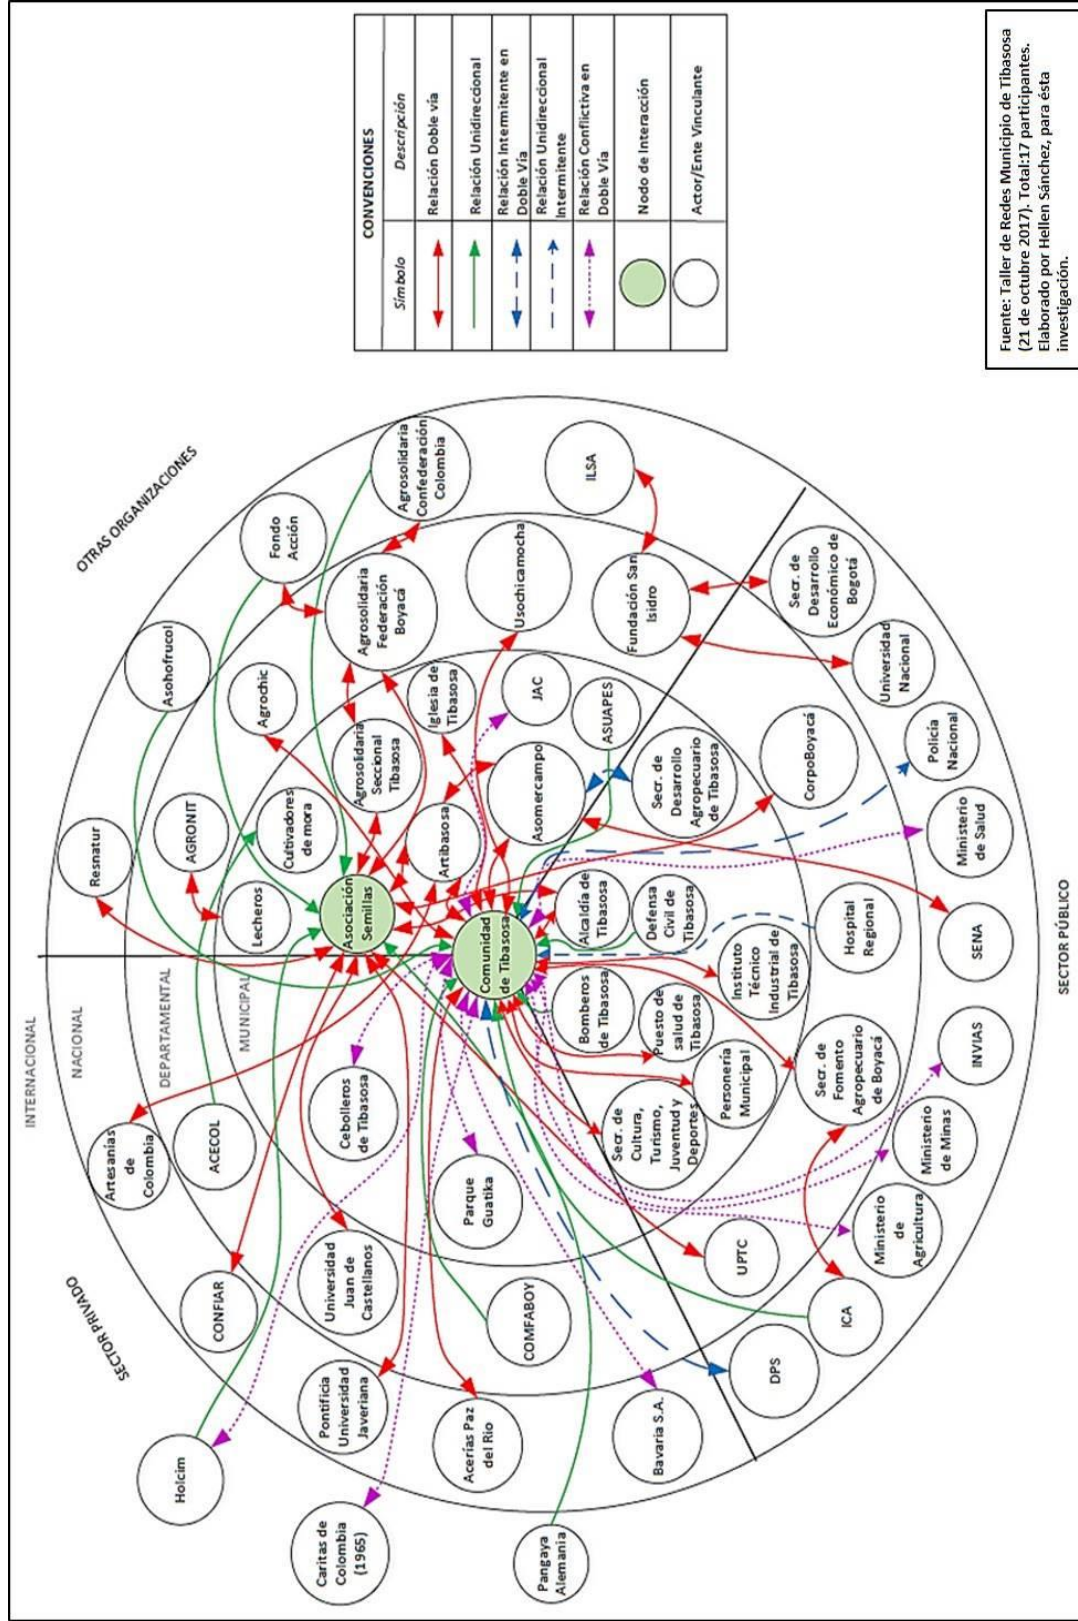 INTERNACIONAL
NACIONAL
DEPARTAMENTAL
MUNICIPAL
SECTOR PRIVADO
OTRAS ORGANIZACIONES
SECTOR PÚBLICO
Holcim
Caritas de
Colombia
(1965)
Pangaya
Alemania
CONFIAR
Artesanias
de
Colombia
ACECOL
Pontificia
Universidad
Javeriana
Universidad
Juan de
Castellanos
Acerías Paz
del Rio
COMFABOY
Bavaria S.A.
Cebolleros
de Tibasosa
Parque
Guatika
Resnatur
Asohofrucol
Fondo
Acción
Agrosolidaria
Confederación
Colombia
ILSA
AGRONIT
Agrochic
Agrosolidaria
Federación
Boyacá
Usochicamocha
Fundación San
Isidro
Lecheros
Cultivadores
de mora
Agrosolidaria
Seccional
Tibasosa
Iglesia de
Tibasosa
Artibasosa
JAC
Asomercampo
ASUAPES
Asociación
Semillas
Comunidad
de Tibasosa
Secr. de
Desarrollo
Agropecuario
de Tibasosa
Alcaldía de
Tibasosa
Defensa
Civil de
Tibasosa
Bomberos
de Tibasosa
Puesto de
salud de
Tibasosa
Instituto
Técnico
Industrial de
Tibasosa
Personería
Municipal
Secr. de
Cultura,
Turismo,
Juventud y
Deportes
CorpoBoyacá
Hospital
Regional
Secr. de
Fomento
Agropecuario
de Boyacá
UPTC
Secr. de
Desarrollo
Económico de
Bogotá
Universidad
Nacional
Policía
Nacional
Ministerio
de Salud
SENA
INVIAS
Ministerio
de Minas
Ministerio
de
Agricultura
ICA
DPS
CONVENCIONES
Símbolo Descripción
Relación Doble vía
Relación Unidireccional
Relación Intermitente en
Doble Vía
Relación Unidireccional
Intermitente
Relación Conflictiva en
Doble Vía
Nodo de Interacción
Actor/Ente Vinculante
Fuente: Taller de Redes Municipio de Tibasosa
(21 de octubre 2017). Total:17 participantes.
Elaborado por Hellen Sánchez, para ésta
investigación.